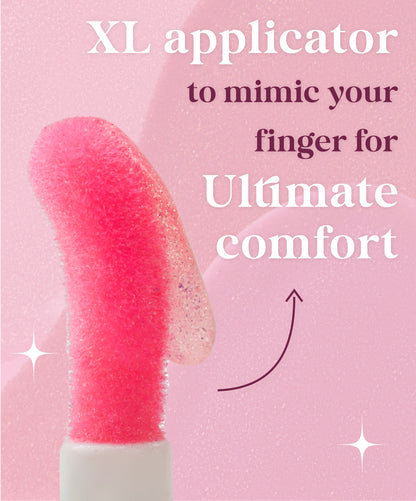 XL applicator
to mimic your
finger for
Ultimate
comfort